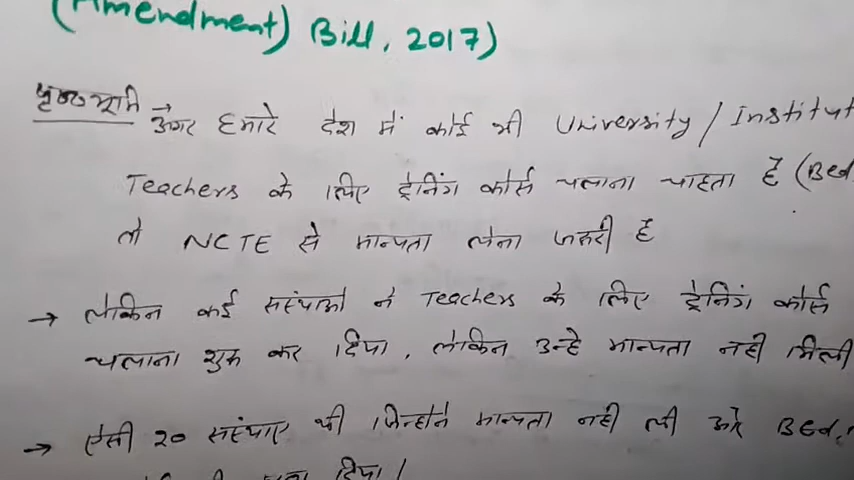 (Amendment) Bill, 2017)
पृष्ठभूमि → अगर हमारे देश में कोई भी University / Institut
Teachers के लिए ट्रेनिंग कोर्स चलाना चाहता है (Bed
तो NCTE से मान्यता लेना जरुरी है
→ लेकिन कई संस्थाओ ने Teachers के लिए ट्रेनिंग कोर्स
चलाना शुरू कर दिया, लेकिन उन्हे मान्यता नही मिली
→ ऐसी 20 संस्थाए थी जिन्होने मान्यता नही ली और BEd.
दिया।